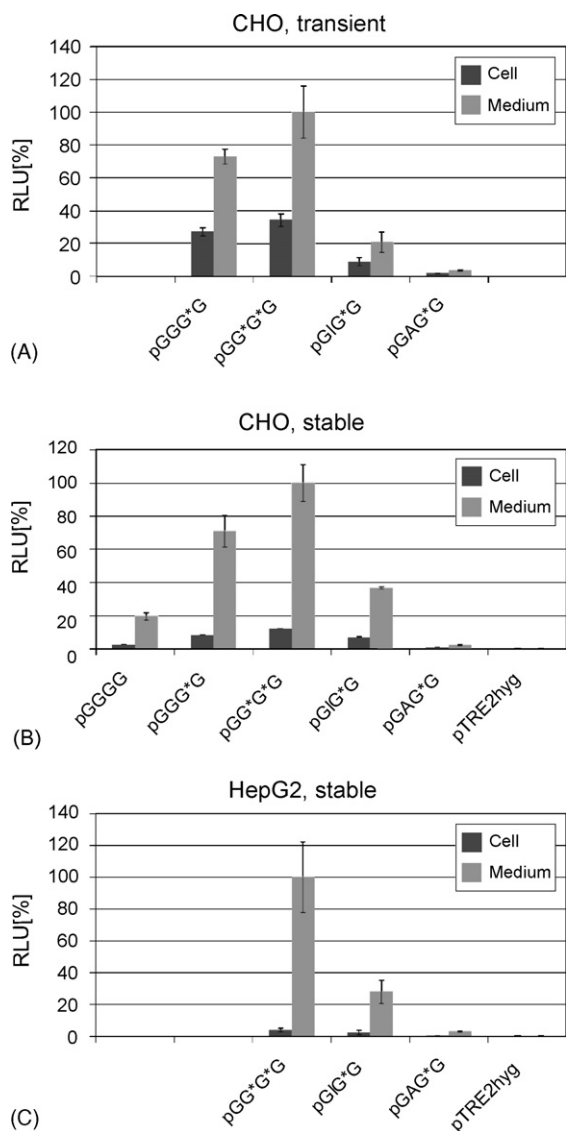 CHO, transient
RLU[%]
140
120
100
80
60
40
20
0
Cell
Medium
pGGG*G
pGG*G*G
pGIG*G
pGAG*G
(A)
CHO, stable
RLU[%]
120
100
80
60
40
20
0
Cell
Medium
pGGGG
pGGG*G
pGG*G*G
pGIG*G
pGAG*G
pTRE2hyg
(B)
HepG2, stable
RLU[%]
140
120
100
80
60
40
20
0
Cell
Medium
pGG*G*G
pGIG*G
pGAG*G
pTRE2hyg
(C)